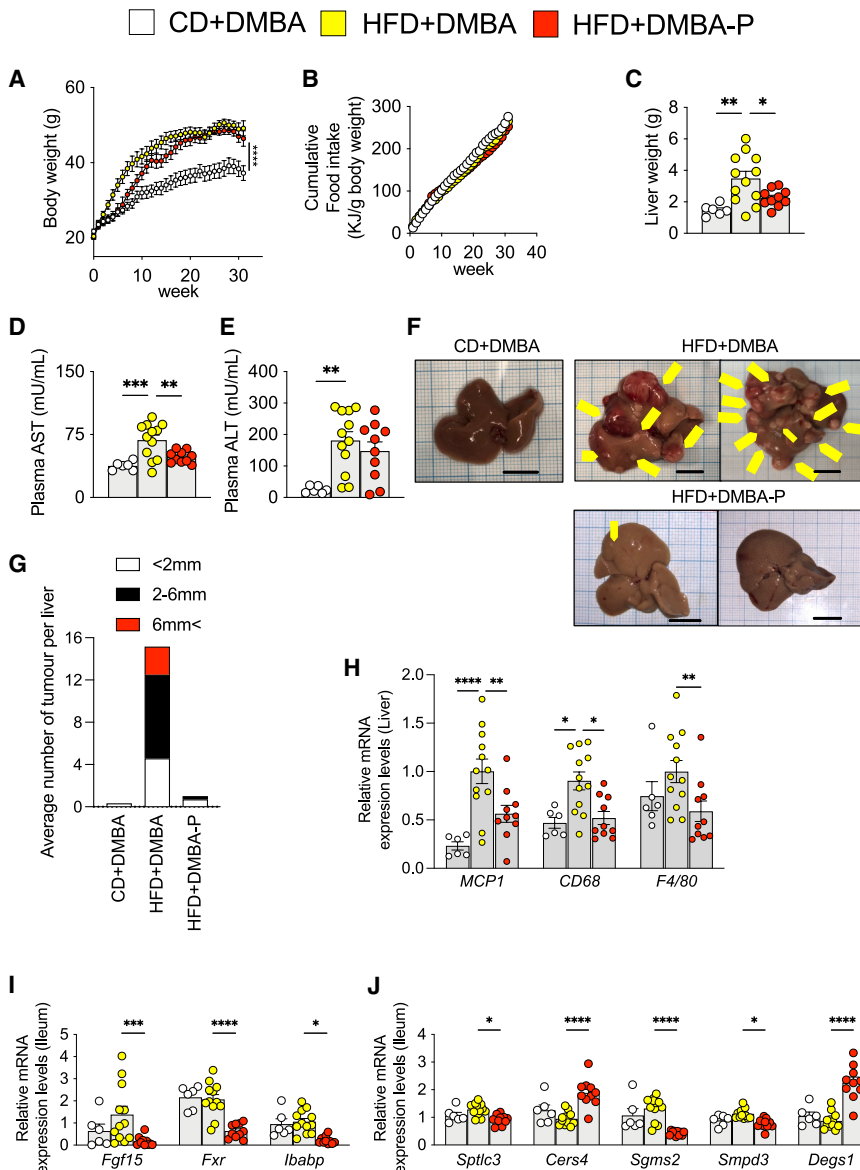 CD+DMBA HFD+DMBA HFD+DMBA-P
A
Body weight (g)
60
40
20
0 10 20 30
week
****
B
Cumulative
Food intake
(KJ/g body weight)
300
200
100
0
0 10 20 30 40
week
C
Liver weight (g)
8
6
4
2
0
** *
D
Plasma AST (mU/mL)
150
75
0
*** **
E
Plasma ALT (mU/mL)
400
300
200
100
0
**
F
CD+DMBA HFD+DMBA
HFD+DMBA-P
G
<2mm
2-6mm
6mm<
Average number of tumour per liver
16
12
8
4
0
CD+DMBA
HFD+DMBA
HFD+DMBA-P
H
Relative mRNA
expression levels (Liver)
2.0
1.5
1.0
0.5
0.0
**** ** * * **
MCP1 CD68 F4/80
I
Relative mRNA
expression levels (Ileum)
5
4
3
2
1
0
*** **** *
Fgf15 Fxr Ibabp
J
Relative mRNA
expression levels (Ileum)
4
3
2
1
0
* **** **** * ****
Sptlc3 Cers4 Sgms2 Smpd3 Degs1